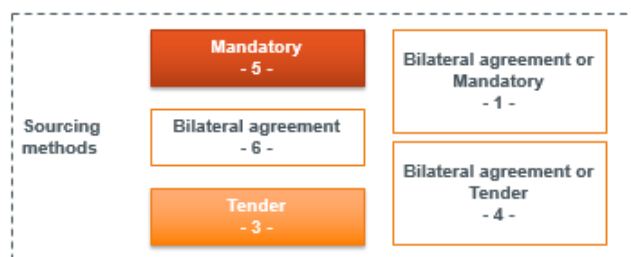 Sourcing
methods
Mandatory
- 5 -
Bilateral agreement
- 6 -
Tender
- 3 -
Bilateral agreement or
Mandatory
- 1 -
Bilateral agreement or
Tender
- 4 -